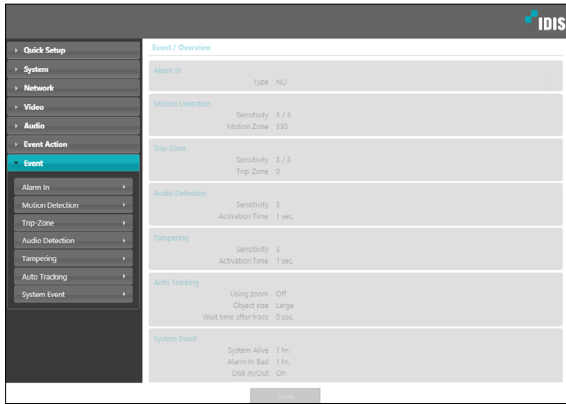 IDIS
Quick Setup
System
Network
Video
Audio
Event Action
Event
Alarm In
Motion Detection
Trip-Zone
Audio Detection
Tampering
Auto Tracking
System Event
Event / Overview
Alarm In
Type NO
Motion Detection
Sensitivity 3 / 3
Motion Zone 330
Trip-Zone
Sensitivity 3 / 3
Trip-Zone 0
Audio Detection
Sensitivity 3
Activation Time 1 sec.
Tampering
Sensitivity 3
Activation Time 1 sec.
Auto Tracking
Using zoom Off
Object size Large
Wait time after trace 0 sec.
System Event
System Alive 1 hr.
Alarm In Bad 1 hr.
Disk In/Out On